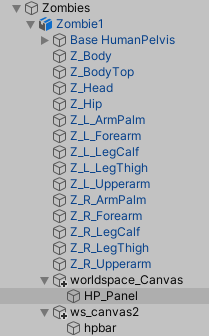 Zombies
Zombie1
Base HumanPelvis
Z_Body
Z_BodyTop
Z_Head
Z_Hip
Z_L_ArmPalm
Z_L_Forearm
Z_L_LegCalf
Z_L_LegThigh
Z_L_Upperarm
Z_R_ArmPalm
Z_R_Forearm
Z_R_LegCalf
Z_R_LegThigh
Z_R_Upperarm
worldspace_Canvas
HP_Panel
ws_canvas2
hpbar